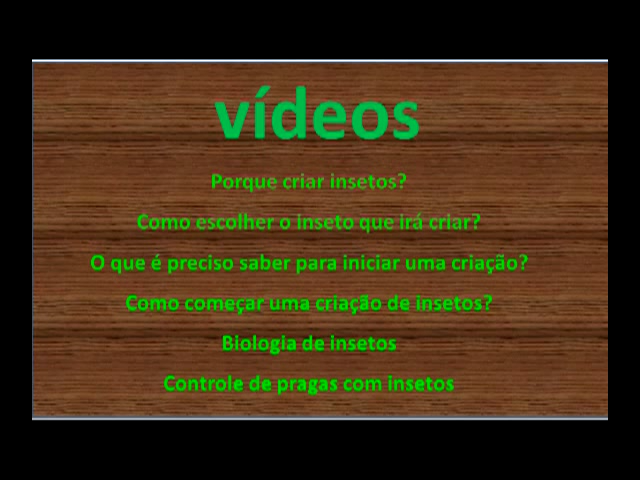 vídeos
Porque criar insetos?
Como escolher o inseto que irá criar?
O que é preciso saber para iniciar uma criação?
Como começar uma criação de insetos?
Biologia de insetos
Controle de pragas com insetos